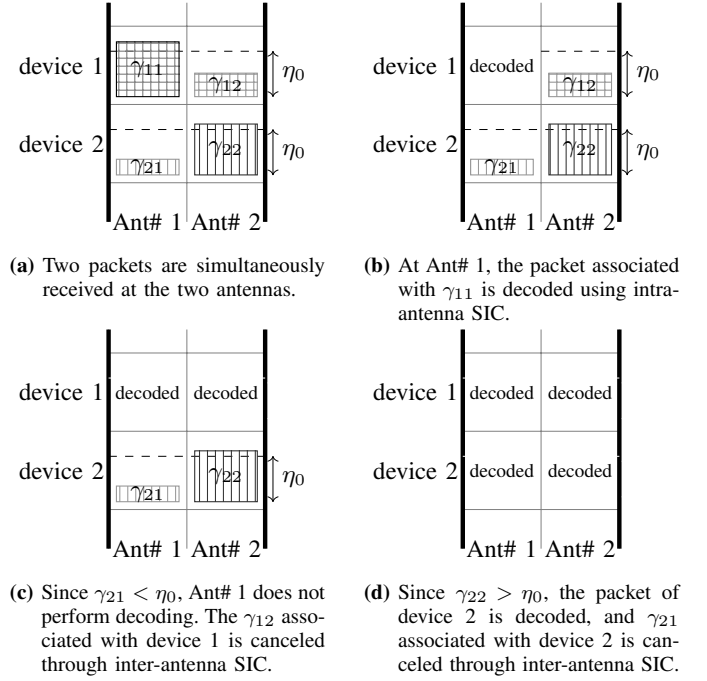 device 1
γ11
γ12
η0
device 2
γ21
γ22
η0
Ant# 1 Ant# 2
(a) Two packets are simultaneously
received at the two antennas.
device 1
decoded
γ12
η0
device 2
γ21
γ22
η0
Ant# 1 Ant# 2
(b) At Ant# 1, the packet associated
with γ11 is decoded using intra-
antenna SIC.
device 1
decoded decoded
device 2
γ21
γ22
η0
Ant# 1 Ant# 2
(c) Since γ21 < η0, Ant# 1 does not
perform decoding. The γ12 asso-
ciated with device 1 is canceled
through inter-antenna SIC.
device 1
decoded decoded
device 2
decoded decoded
Ant# 1 Ant# 2
(d) Since γ22 > η0, the packet of
device 2 is decoded, and γ21
associated with device 2 is can-
celed through inter-antenna SIC.